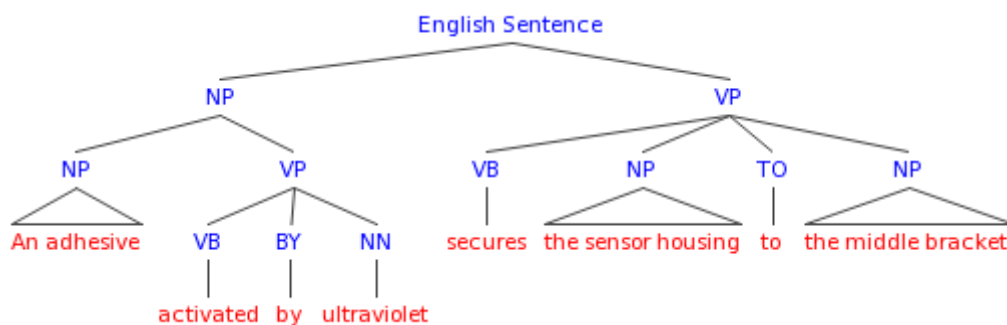 English Sentence
NP VP
NP VP VB NP TO NP
An adhesive VB BY NN secures the sensor housing to the middle bracket
activated by ultraviolet